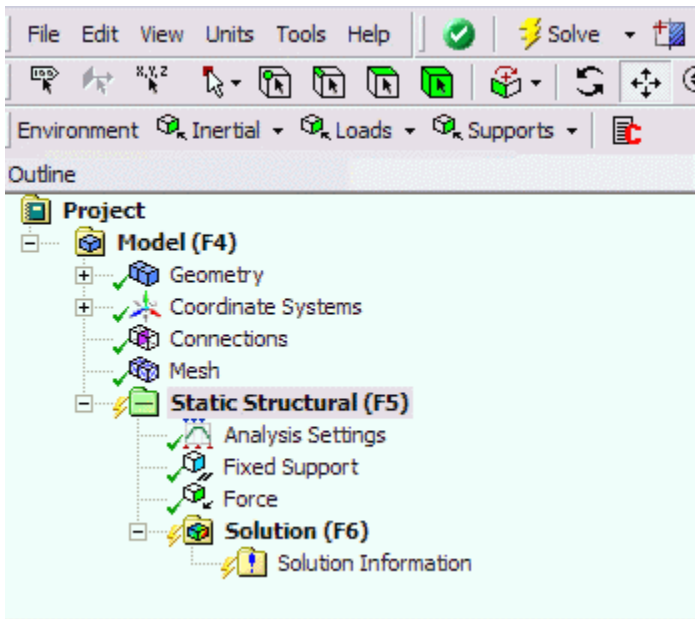 File Edit View Units Tools Help Solve
X,Y,Z
Environment Inertial Loads Supports
Outline
Project
Model (F4)
Geometry
Coordinate Systems
Connections
Mesh
Static Structural (F5)
Analysis Settings
Fixed Support
Force
Solution (F6)
Solution Information